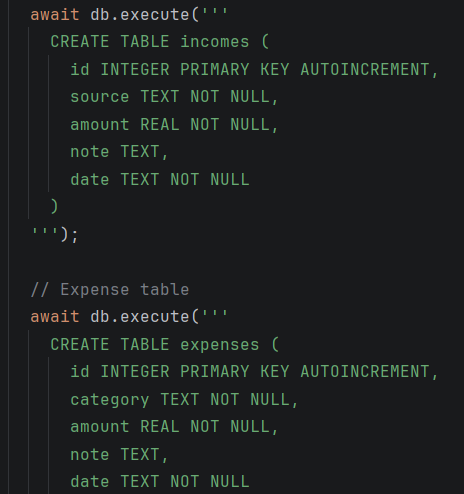 await db.execute('''
CREATE TABLE incomes (
id INTEGER PRIMARY KEY AUTOINCREMENT,
source TEXT NOT NULL,
amount REAL NOT NULL,
note TEXT,
date TEXT NOT NULL
)
''');
// Expense table
await db.execute('''
CREATE TABLE expenses (
id INTEGER PRIMARY KEY AUTOINCREMENT,
category TEXT NOT NULL,
amount REAL NOT NULL,
note TEXT,
date TEXT NOT NULL